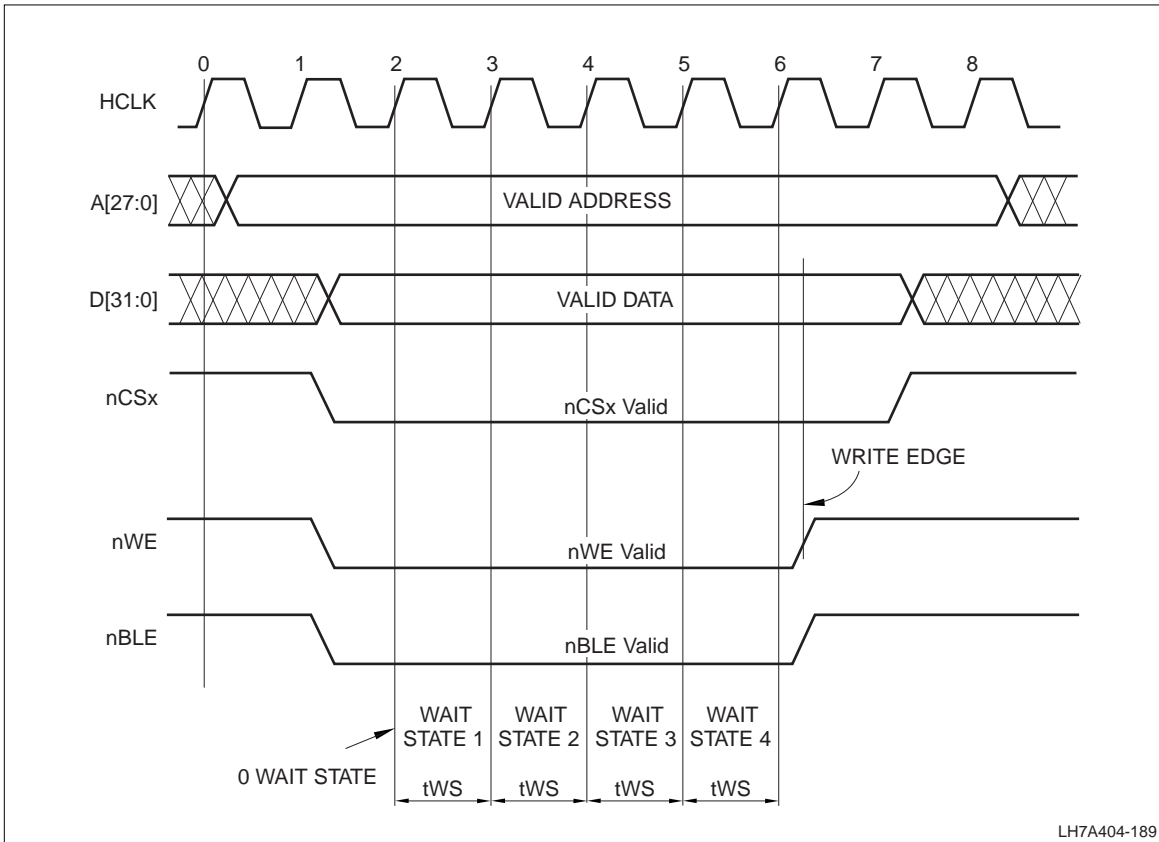 0 1 2 3 4 5 6 7 8
HCLK
A[27:0]
VALID ADDRESS
D[31:0]
VALID DATA
nCSx
nCSx Valid
WRITE EDGE
nWE
nWE Valid
nBLE
nBLE Valid
WAIT
STATE 1
WAIT
STATE 2
WAIT
STATE 3
WAIT
STATE 4
0 WAIT STATE
tWS tWS tWS tWS
LH7A404-189